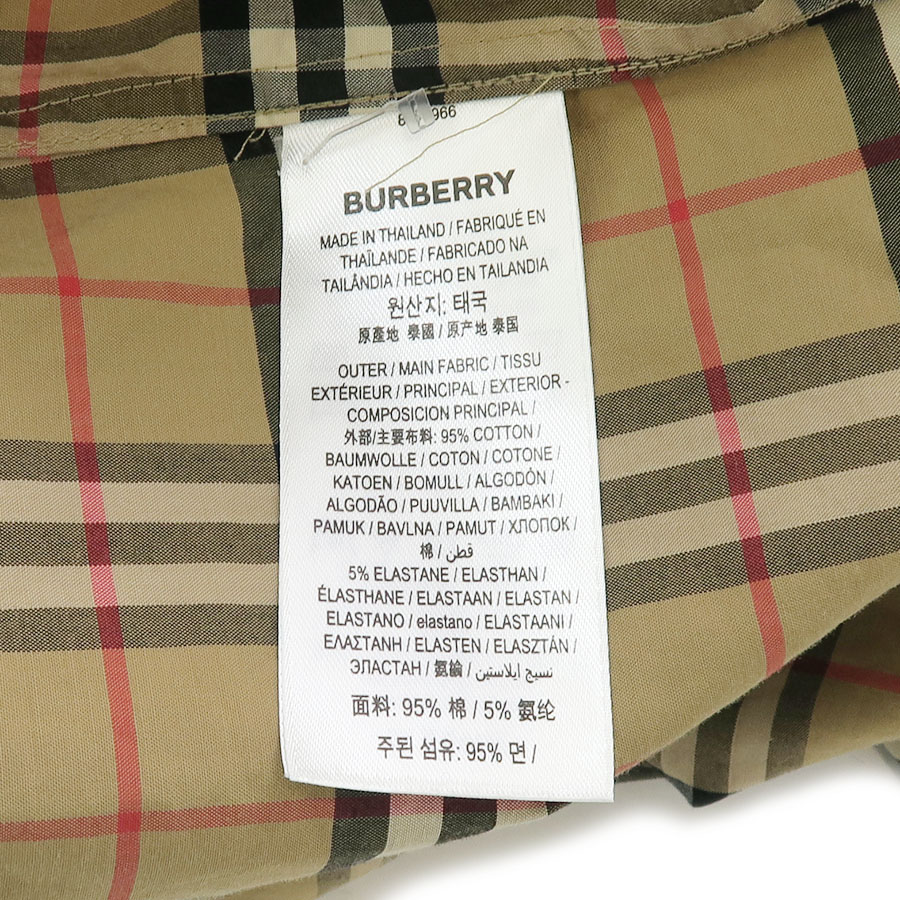 BURBERRY
MADE IN THAILAND / FABRIQUÉ EN
THAÏLANDE / FABRICADO NA
TAILÂNDIA / HECHO EN TAILANDIA
원산지: 태국
原產地 泰國 / 原产地 泰国
OUTER / MAIN FABRIC / TISSU
EXTÉRIEUR / PRINCIPAL / EXTERIOR -
COMPOSICION PRINCIPAL /
外部/主要布料: 95% COTTON /
BAUMWOLLE / COTON / COTONE /
KATOEN / BOMULL / ALGODÓN /
ALGODÃO / PUUVILLA / BAMBAKI /
PAMUK / BAVLNA / PAMUT / ХЛОПОК /
棉 / قطن /
5% ELASTANE / ELASTHAN /
ÉLASTHANE / ELASTAAN / ELASTAN /
ELASTANO / elastano / ELASTAANI /
ΕΛΑΣΤΑΝΗ / ELASTEN / ELASZTÁN /
ЭЛАСТАН / 氨綸 / نسيج ايلاستين
面料: 95% 棉 / 5% 氨纶
주된 섬유: 95% 면 /